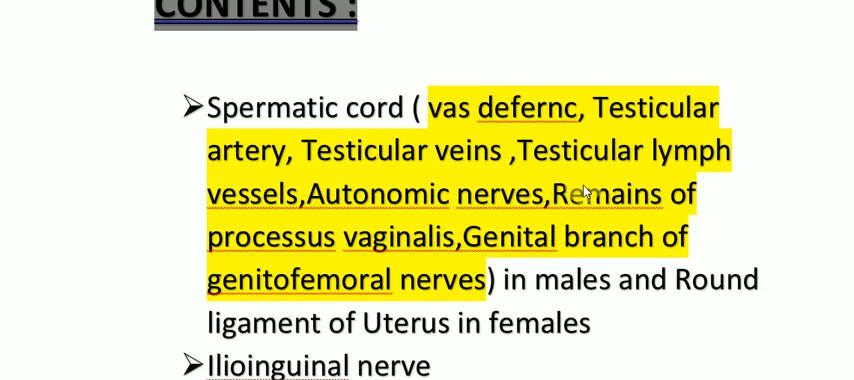 CONTENTS :
➢Spermatic cord ( vas defernc, Testicular
artery, Testicular veins ,Testicular lymph
vessels,Autonomic nerves,Remains of
processus vaginalis,Genital branch of
genitofemoral nerves) in males and Round
ligament of Uterus in females
➢Ilioinguinal nerve